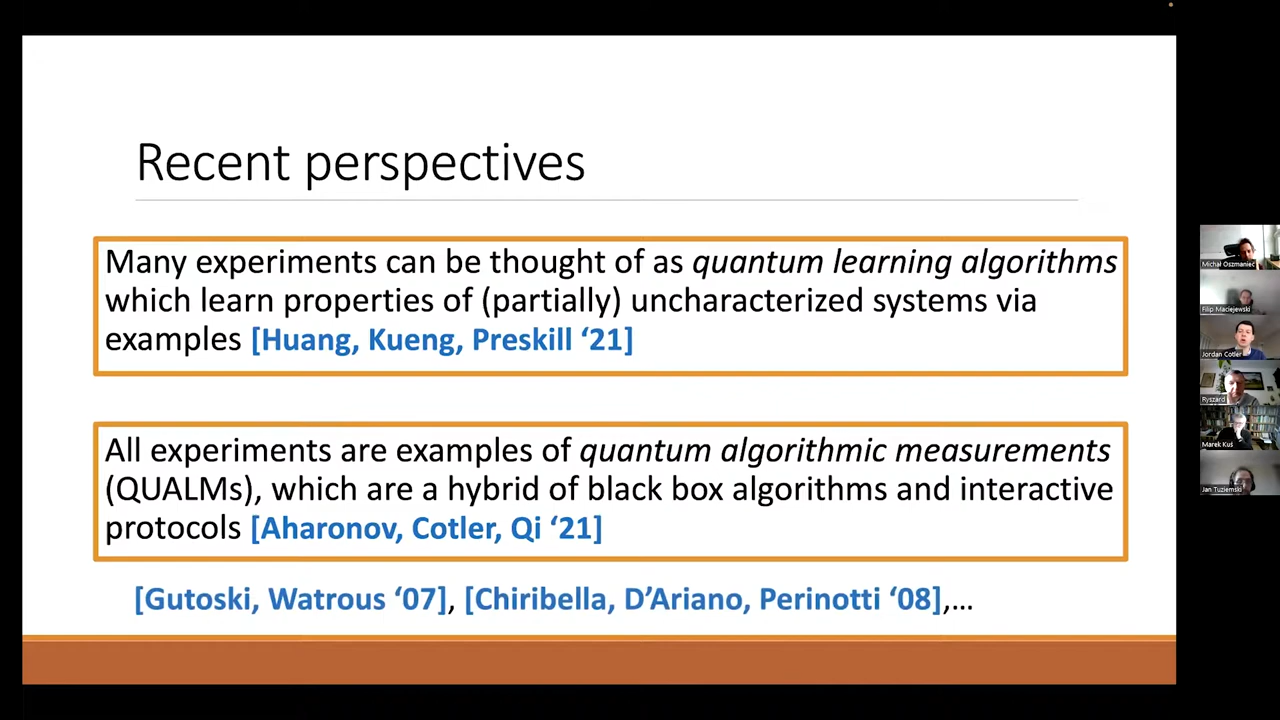 Recent perspectives
Many experiments can be thought of as quantum learning algorithms
which learn properties of (partially) uncharacterized systems via
examples [Huang, Kueng, Preskill ‘21]
All experiments are examples of quantum algorithmic measurements
(QUALMs), which are a hybrid of black box algorithms and interactive
protocols [Aharonov, Cotler, Qi ‘21]
[Gutoski, Watrous ‘07], [Chiribella, D’Ariano, Perinotti ‘08],...
Michał Oszmaniec
Filip Maciejewski
Jordan Cotler
Ryszard
Marek Kuś
Jan Tuziemski